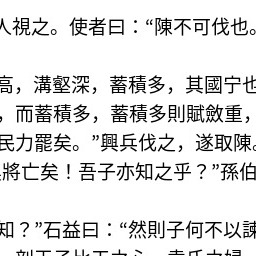 人視之。使者曰：“陳不可伐也。
高，溝壑深，蓄積多，其國宁也
，而蓄積多，蓄積多則賦斂重，
民力罷矣。”興兵伐之，遂取陳。
將亡矣！吾子亦知之乎？”孫伯
知？”石益曰：“然則子何不以諫